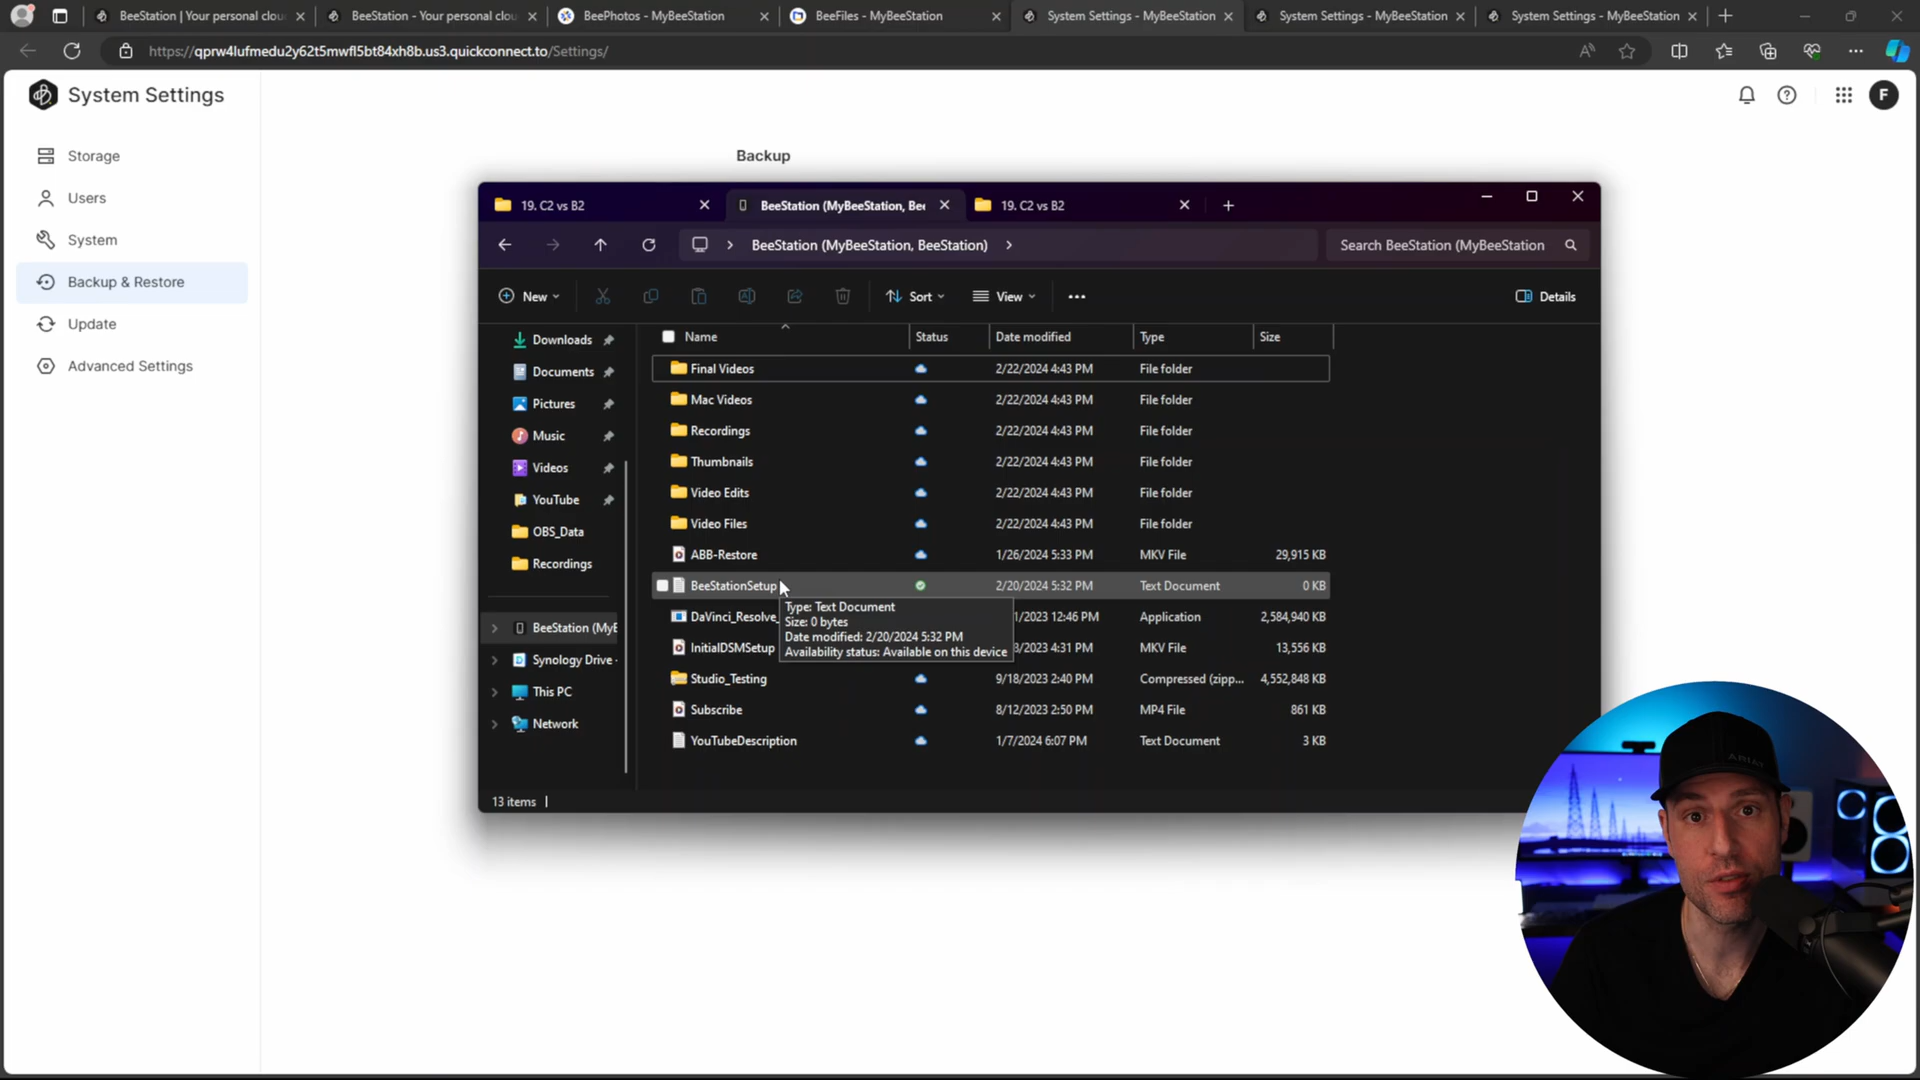 BeeStation | Your personal clou
BeeStation - Your personal clou
BeePhotos - MyBeeStation
BeeFiles - MyBeeStation
System Settings - MyBeeStation
System Settings - MyBeeStation
System Settings - MyBeeStation
https://qprw4lufmedu2y62t5mwfl5bt84xh8b.us3.quickconnect.to/Settings/
System Settings
F
Storage
Users
System
Backup & Restore
Update
Advanced Settings
Backup
19. C2 vs B2
BeeStation (MyBeeStation, Bee
19. C2 vs B2
BeeStation (MyBeeStation, BeeStation)
Search BeeStation (MyBeeStation
New
Sort
View
Details
Downloads
Documents
Pictures
Music
Videos
YouTube
OBS_Data
Recordings
BeeStation (MyB
Synology Drive -
This PC
Network
Name Status Date modified Type Size
Final Videos 2/22/2024 4:43 PM File folder
Mac Videos 2/22/2024 4:43 PM File folder
Recordings 2/22/2024 4:43 PM File folder
Thumbnails 2/22/2024 4:43 PM File folder
Video Edits 2/22/2024 4:43 PM File folder
Video Files 2/22/2024 4:43 PM File folder
ABB-Restore 1/26/2024 5:33 PM MKV File 29,915 KB
BeeStationSetup 2/20/2024 5:32 PM Text Document 0 KB
DaVinci_Resolve_ 1/2023 12:46 PM Application 2,584,940 KB
InitialDSMSetup 3/2023 4:31 PM MKV File 13,556 KB
Studio_Testing 9/18/2023 2:40 PM Compressed (zipp... 4,552,848 KB
Subscribe 8/12/2023 2:50 PM MP4 File 861 KB
YouTubeDescription 1/7/2024 6:07 PM Text Document 3 KB
Type: Text Document
Size: 0 bytes
Date modified: 2/20/2024 5:32 PM
Availability status: Available on this device
13 items